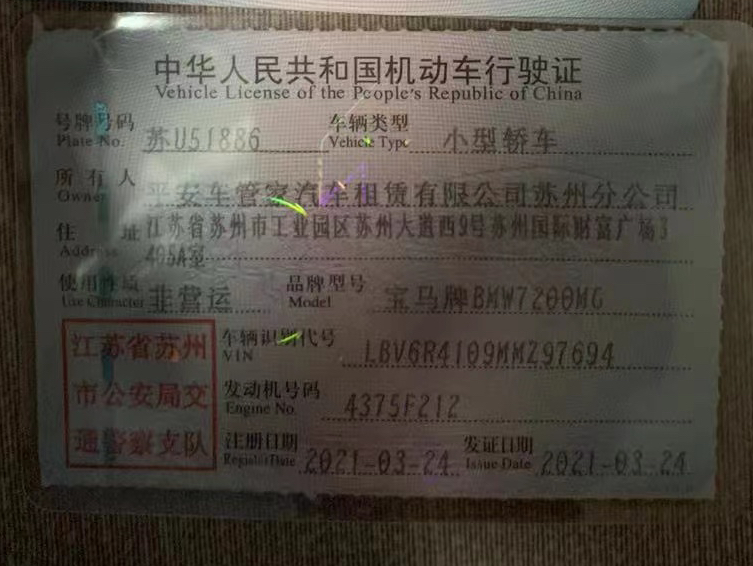 中华人民共和国机动车行驶证
Vehicle License of the People's Republic of China
号牌号码 苏U51886 车辆类型 小型轿车
Plate No. Vehicle Type
所有人 平安车管家汽车租赁有限公司苏州分公司
Owner
住址 江苏省苏州市工业园区苏州大道西9号苏州国际财富广场3
Address 405A室
使用性质 非营运 品牌型号 宝马牌BMW7200MG
Use Character Model
江苏省苏州 车辆识别代号 LBV6R4109MMZ97694
VIN
市公安局交 发动机号码 4375F212
Engine No.
通警察支队 注册日期 2021-03-24 发证日期 2021-03-24
Register Date Issue Date